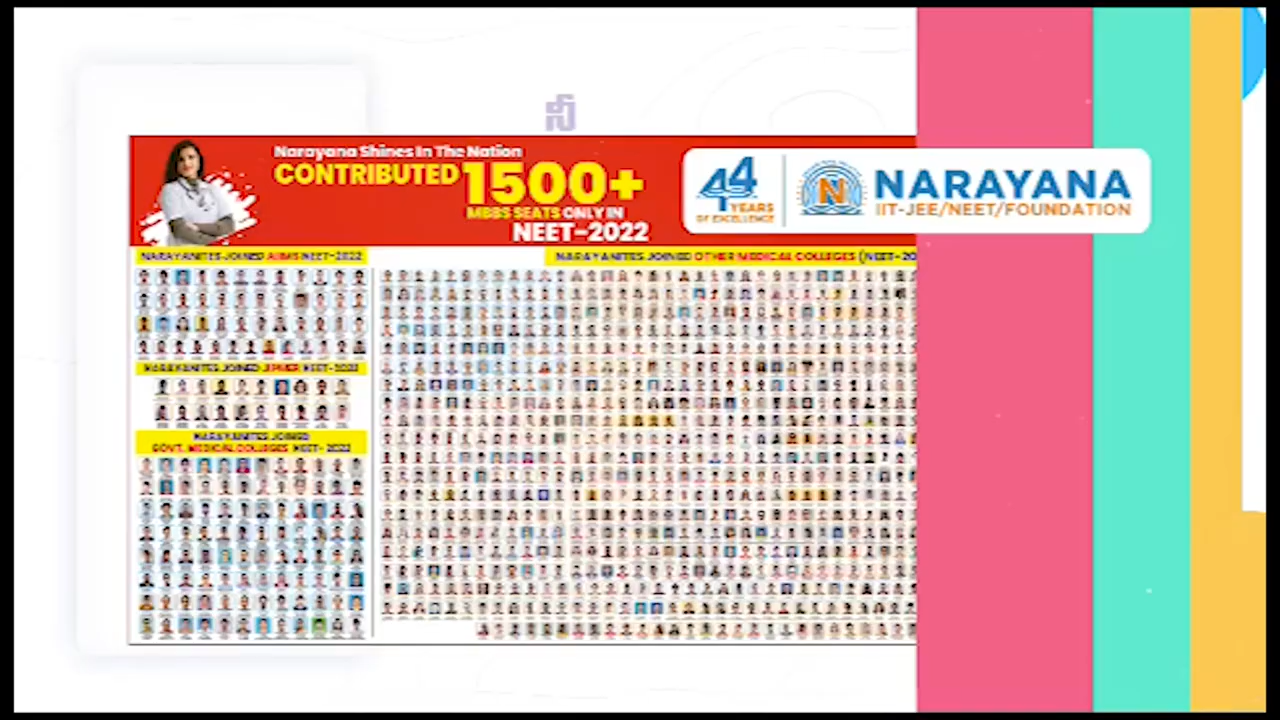 నీ
Narayana Shines In The Nation
CONTRIBUTED 1500+
MBBS SEATS ONLY IN
NEET-2022
44 YEARS
OF EXCELLENCE
N
NARAYANA
IIT-JEE/NEET/FOUNDATION
NARAYANITES JOINED AIIMS NEET-2022
NARAYANITES JOINED OTHER MEDICAL COLLEGES (NEET-20
NARAYANITES JOINED JIPMER NEET-2022
NARAYANITES JOINED
GOVT. MEDICAL COLLEGES NEET- 2022